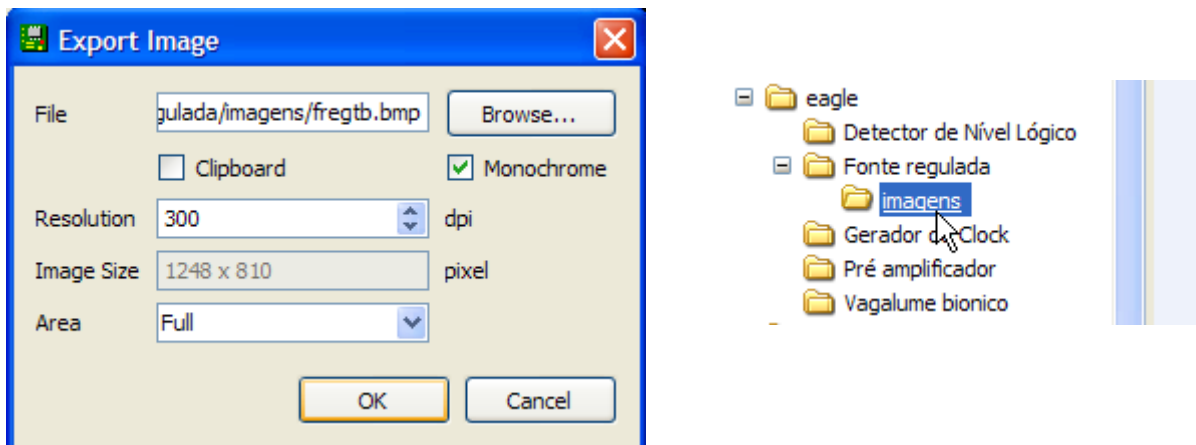 Export Image
File gulada/imagens/fregtb.bmp Browse...
Clipboard Monochrome
Resolution 300 dpi
Image Size 1248 x 810 pixel
Area Full
OK Cancel
eagle
Detector de Nível Lógico
Fonte regulada
imagens
Gerador de Clock
Pré amplificador
Vagalume bionico